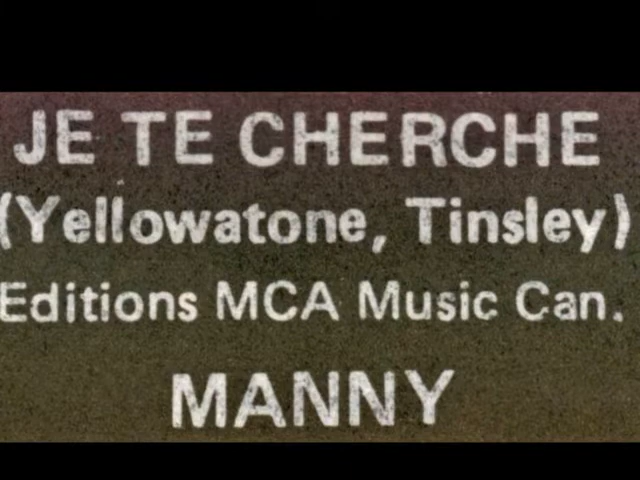 JE TE CHERCHE
(Yellowatone, Tinsley)
Editions MCA Music Can.
MANNY